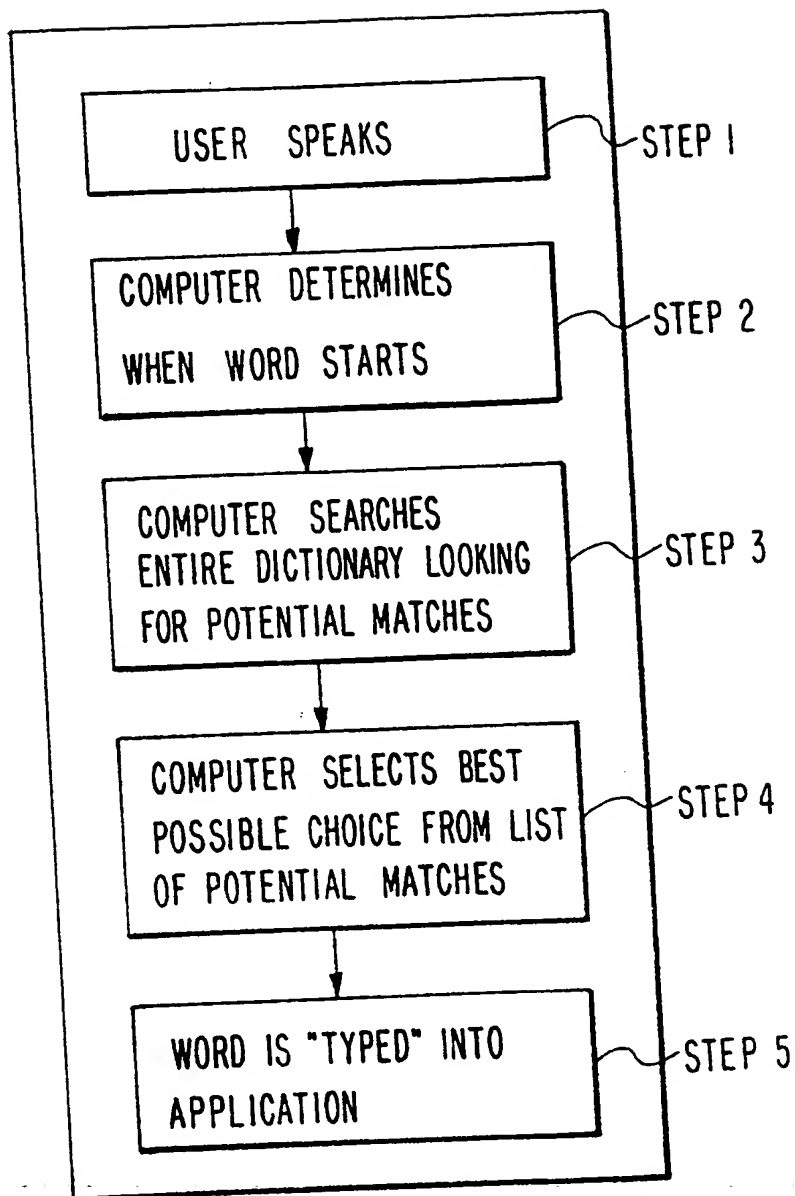 USER SPEAKS
STEP 1
COMPUTER DETERMINES
WHEN WORD STARTS
STEP 2
COMPUTER SEARCHES
ENTIRE DICTIONARY LOOKING
FOR POTENTIAL MATCHES
STEP 3
COMPUTER SELECTS BEST
POSSIBLE CHOICE FROM LIST
OF POTENTIAL MATCHES
STEP 4
WORD IS "TYPED" INTO
APPLICATION
STEP 5